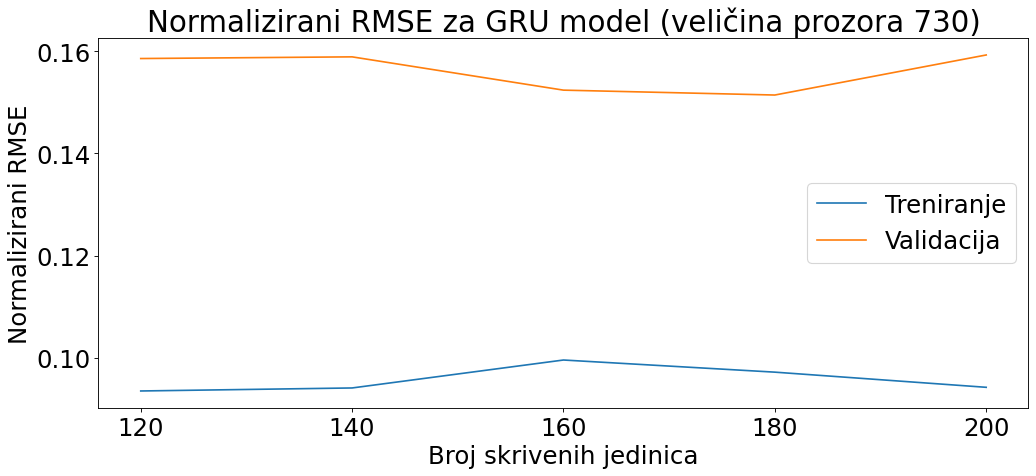 Normalizirani RMSE za GRU model (veličina prozora 730)
Normalizirani RMSE
0.16
0.14
0.12
0.10
Treniranje
Validacija
120 140 160 180 200
Broj skrivenih jedinica